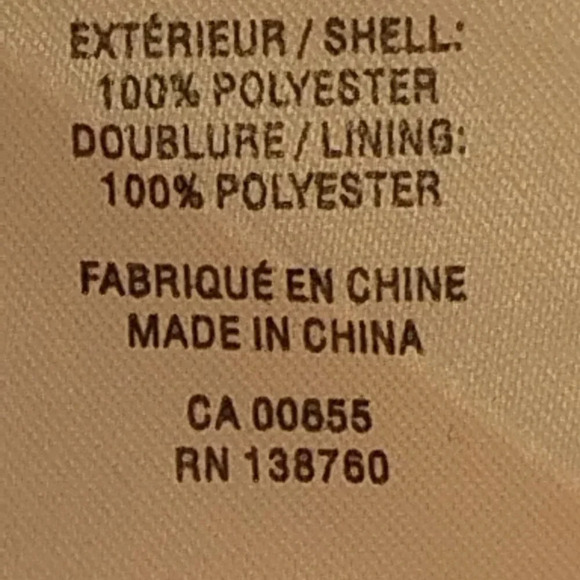 EXTÉRIEUR / SHELL:
100% POLYESTER
DOUBLURE / LINING:
100% POLYESTER
FABRIQUÉ EN CHINE
MADE IN CHINA
CA 00655
RN 138760